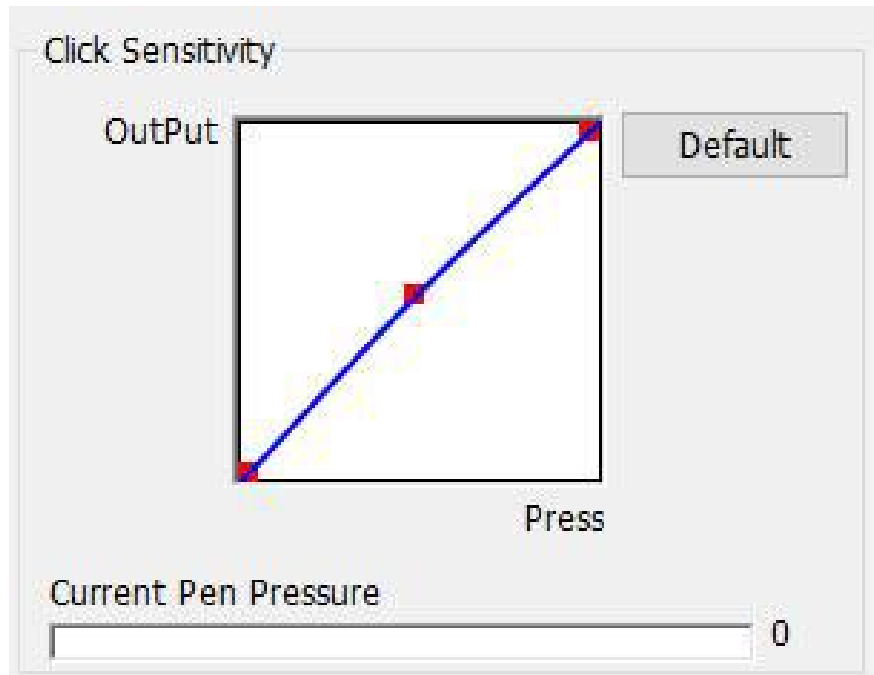 Click Sensitivity
OutPut
Default
Press
Current Pen Pressure
0